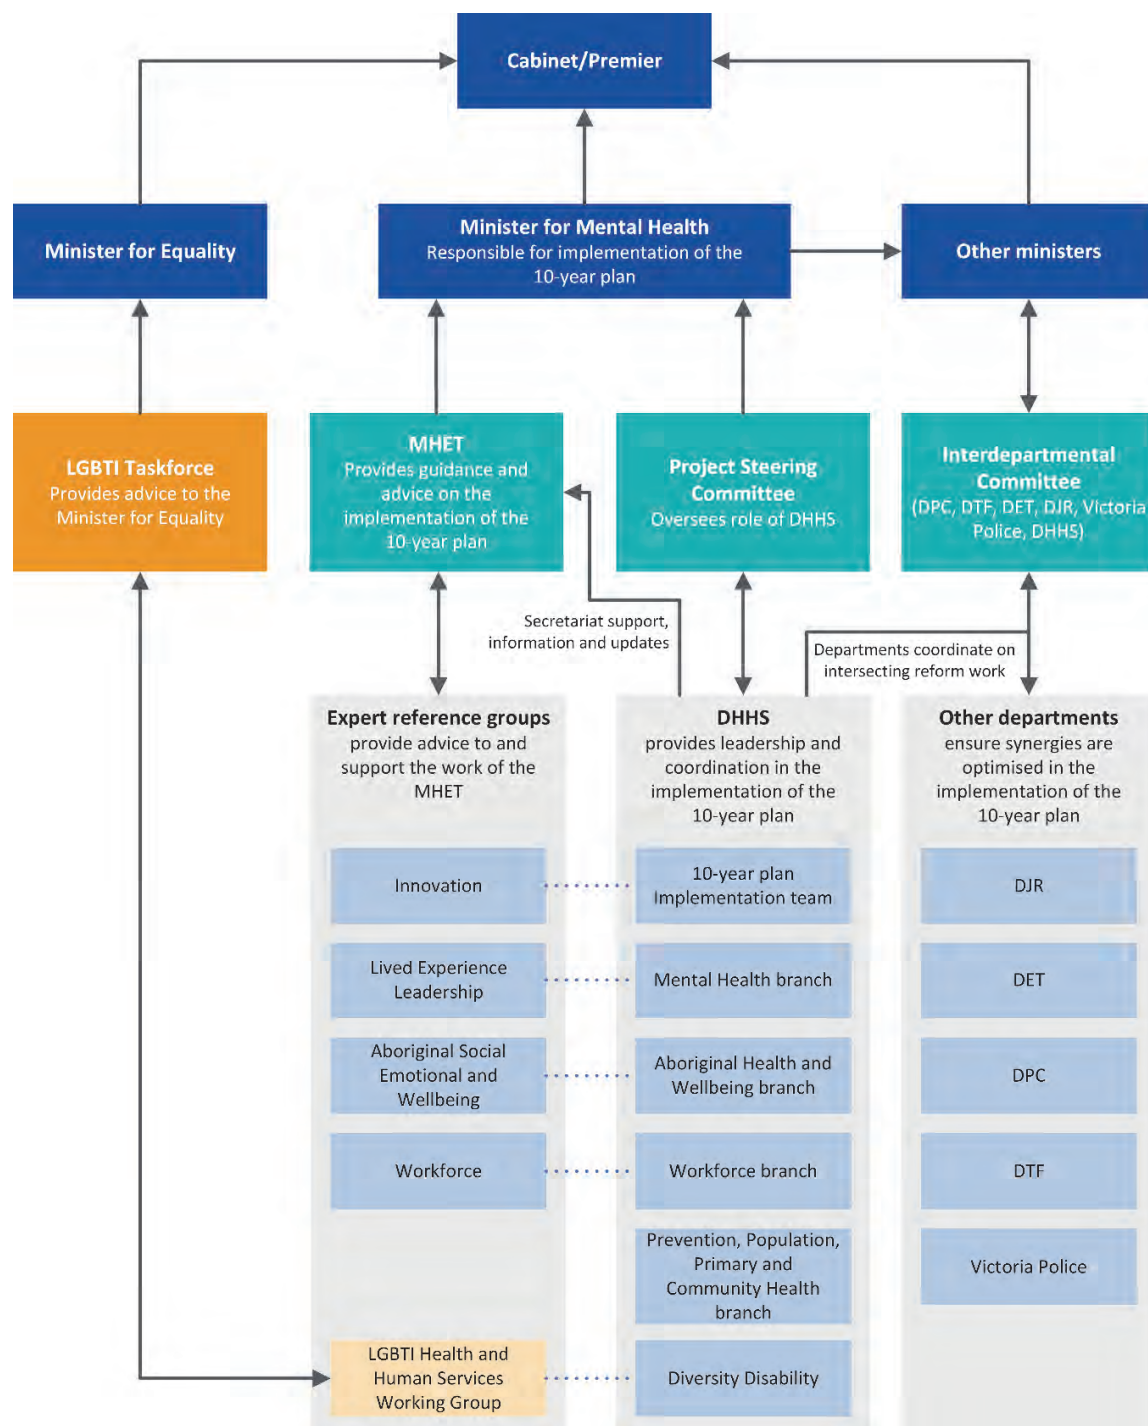 Cabinet/Premier
Minister for Equality
Minister for Mental Health
Responsible for implementation of the
10-year plan
Other ministers
LGBTI Taskforce
Provides advice to the
Minister for Equality
MHET
Provides guidance and
advice on the
implementation of the
10-year plan
Project Steering
Committee
Oversees role of DHHS
Interdepartmental
Committee
(DPC, DTF, DET, DJR, Victoria
Police, DHHS)
Secretariat support,
information and updates
Departments coordinate on
intersecting reform work
Expert reference groups
provide advice to and
support the work of the
MHET
DHHS
provides leadership and
coordination in the
implementation of the
10-year plan
Other departments
ensure synergies are
optimised in the
implementation of the
10-year plan
Innovation
10-year plan
Implementation team
DJR
Lived Experience
Leadership
Mental Health branch
DET
Aboriginal Social
Emotional and
Wellbeing
Aboriginal Health and
Wellbeing branch
DPC
Workforce
Workforce branch
DTF
Prevention, Population,
Primary and
Community Health
branch
Victoria Police
LGBTI Health and
Human Services
Working Group
Diversity Disability